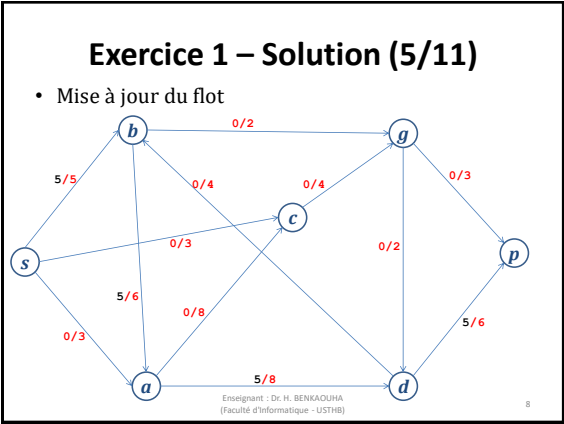 Exercice 1 – Solution (5/11)
• Mise à jour du flot
b
0/2
g
5/5
0/4
0/4
0/3
c
0/3
0/2
s
p
5/6
0/8
0/3
5/6
a
5/8
d
Enseignant : Dr. H. BENKAOUHA
(Faculté d'Informatique - USTHB)
8